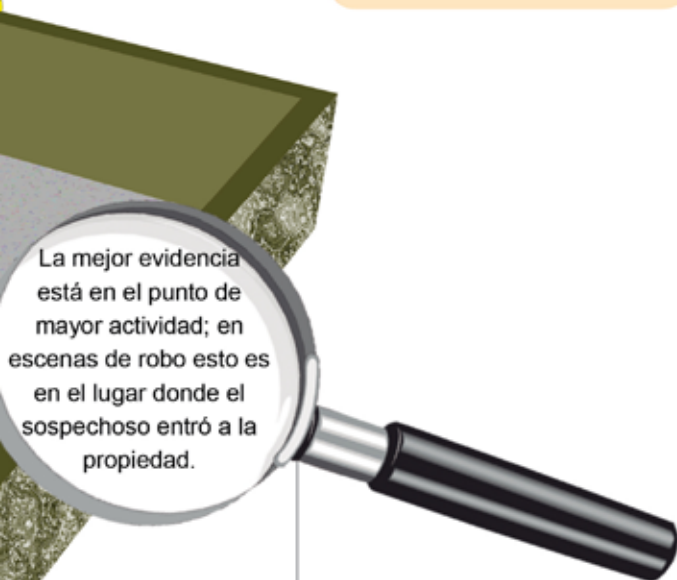 La mejor evidencia
está en el punto de
mayor actividad; en
escenas de robo esto es
en el lugar donde el
sospechoso entró a la
propiedad.